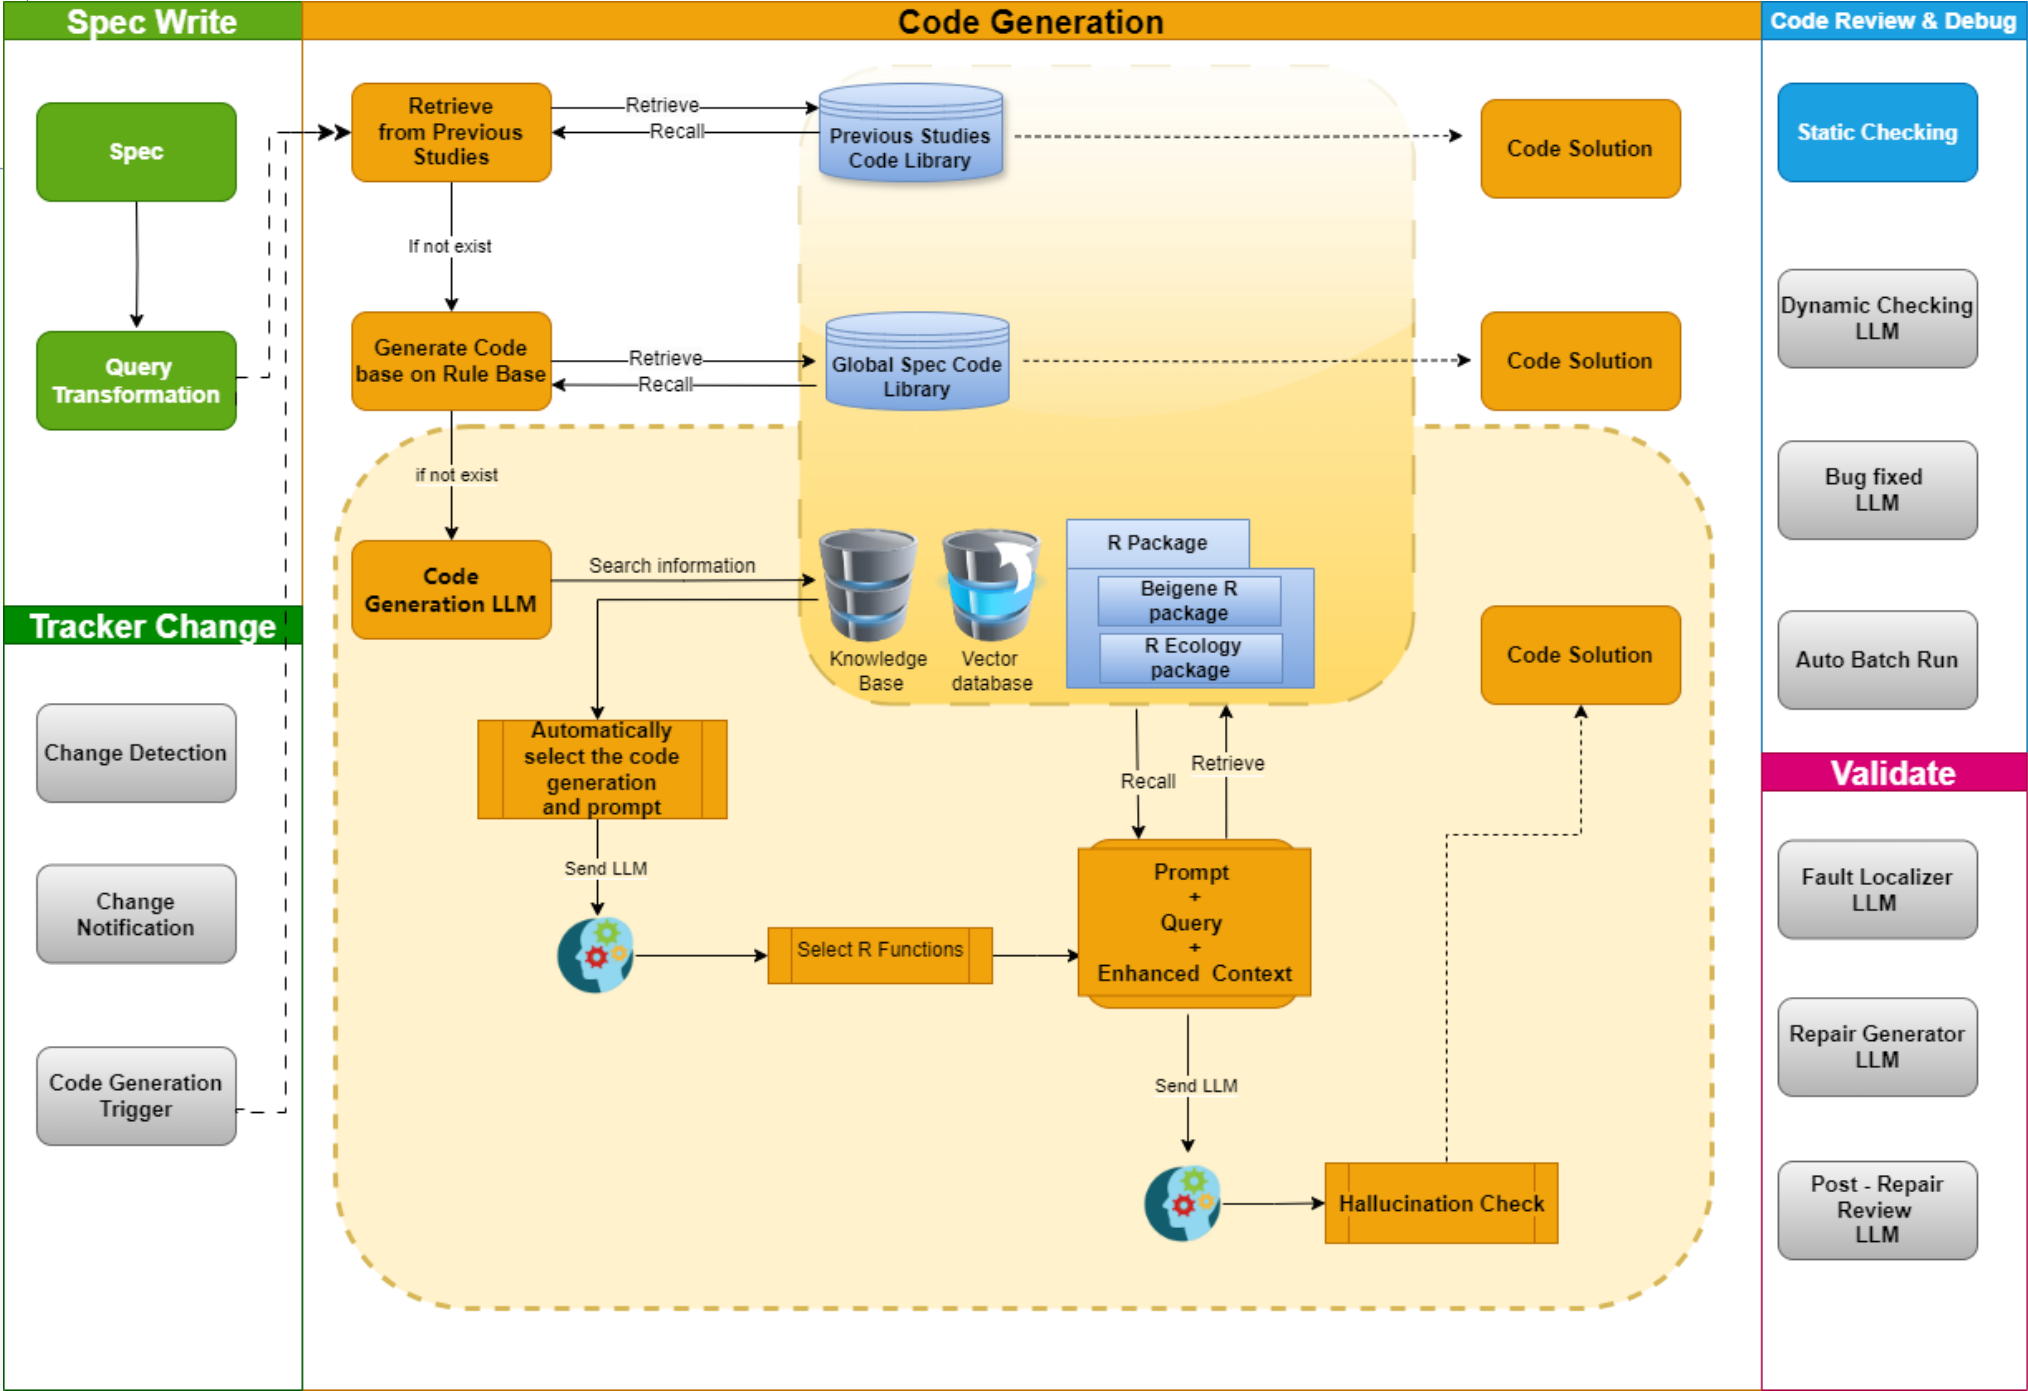 Spec Write
Code Generation
Code Review & Debug
Spec
Query
Transformation
Tracker Change
Change Detection
Change
Notification
Code Generation
Trigger
Retrieve
from Previous
Studies
Retrieve
Recall
Previous Studies
Code Library
Code Solution
If not exist
Generate Code
base on Rule Base
Retrieve
Recall
Global Spec Code
Library
Code Solution
if not exist
Code
Generation LLM
Search information
Knowledge
Base
Vector
database
R Package
Beigene R
package
R Ecology
package
Code Solution
Automatically
select the code
generation
and prompt
Recall
Retrieve
Send LLM
Select R Functions
Prompt
+
Query
+
Enhanced Context
Send LLM
Hallucination Check
Static Checking
Dynamic Checking
LLM
Bug fixed
LLM
Auto Batch Run
Validate
Fault Localizer
LLM
Repair Generator
LLM
Post - Repair
Review
LLM